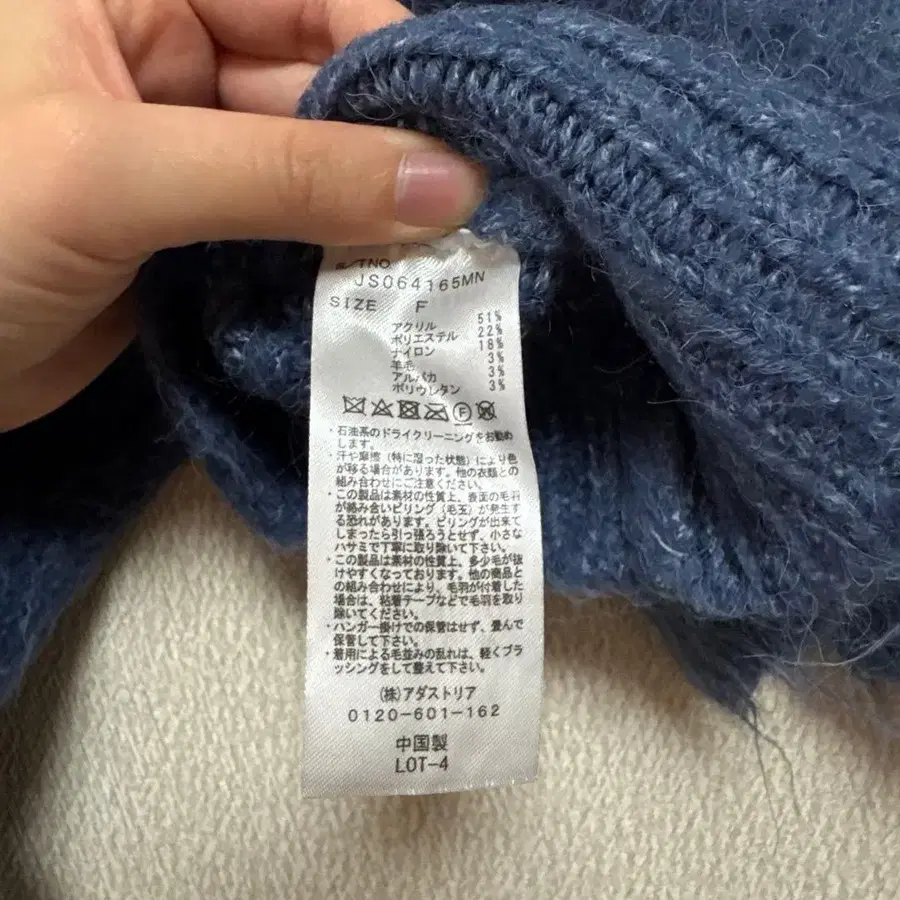 S/TNO
JS064165MN
SIZE F
アクリル 51%
ポリエステル 22%
ナイロン 18%
羊毛 3%
アルパカ 3%
ポリウレタン 3%
F
・石油系のドライクリーニングをお勧め
します。
・汗や摩擦（特に湿った状態）により色
が移る場合があります。他の衣類との
組み合わせにご注意ください。
・この製品は素材の性質上、表面の毛羽
が絡み合いピリング（毛玉）が発生す
る恐れがあります。ピリングが出来て
しまったら引っ張ろうとせず、小さな
ハサミで丁寧に取り除いて下さい。
・この製品は素材の性質上、多少毛が抜
けやすくなっております。他の商品と
の組み合わせにより、毛羽が付着した
場合は、粘着テープなどで毛羽を取り
除いてください。
・ハンガー掛けでの保管はせず、畳んで
保管して下さい。
・着用による毛並みの乱れは、軽くブラ
ッシングをして整えて下さい。
(株)アダストリア
0120-601-162
中国製
LOT-4